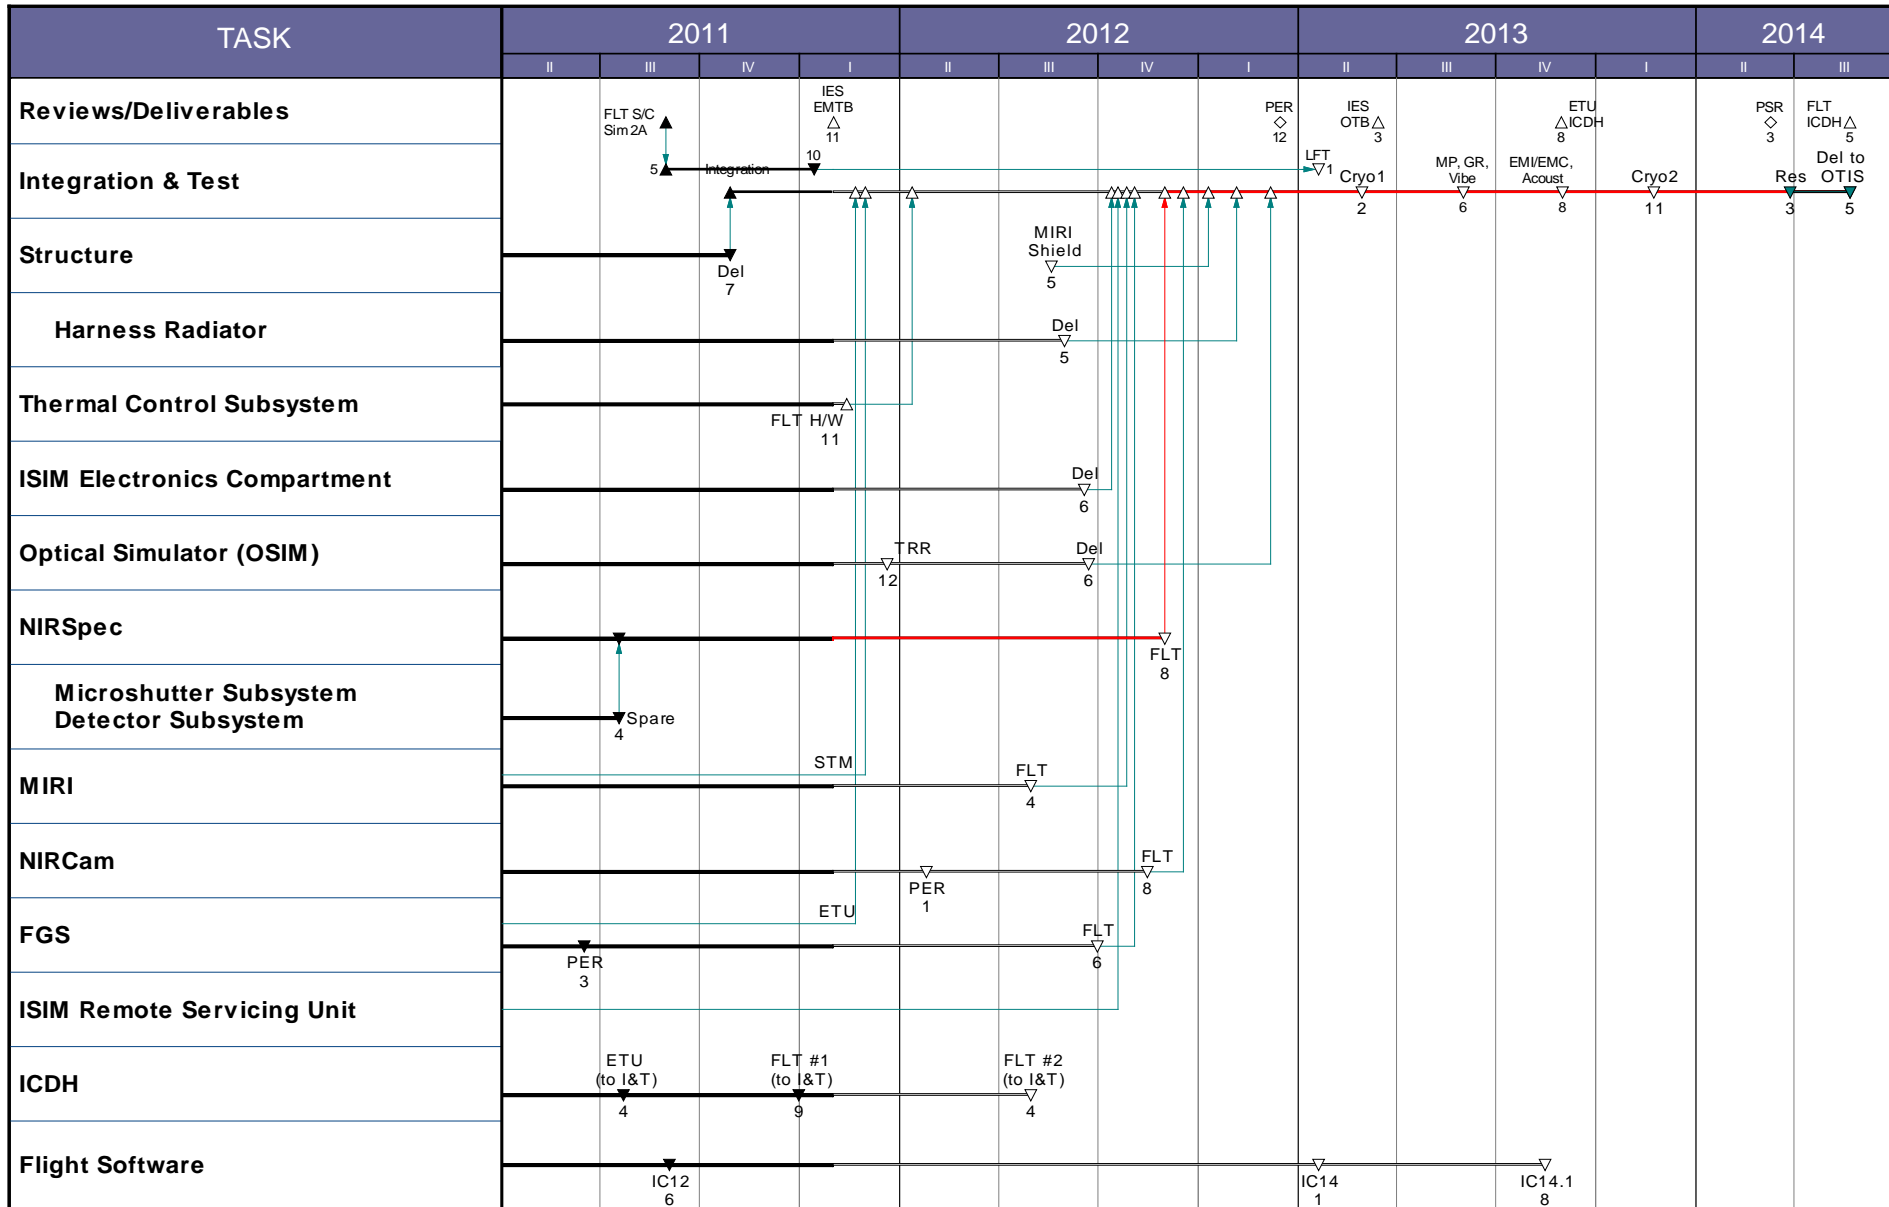 TASK
2011
2012
2013
2014
II
III
IV
I
II
III
IV
I
II
III
IV
I
II
III
Reviews/Deliverables
FLT S/C
Sim 2A
IES
EMTB
11
PER
12
IES
OTB
3
ETU
ICDH
8
PSR
3
FLT
ICDH
5
Integration & Test
5
Integration
10
LFT
1
Cryo1
2
MP, GR,
Vibe
6
EMI/EMC,
Acoust
8
Cryo2
11
Res
3
Del to
OTIS
5
Structure
Del
7
MIRI
Shield
5
Harness Radiator
Del
5
Thermal Control Subsystem
FLT H/W
11
ISIM Electronics Compartment
Del
6
Optical Simulator (OSIM)
TRR
12
Del
6
NIRSpec
FLT
8
Microshutter Subsystem
Detector Subsystem
Spare
4
MIRI
STM
FLT
4
NIRCam
PER
1
FLT
8
FGS
ETU
PER
3
FLT
6
ISIM Remote Servicing Unit
ICDH
ETU
(to I&T)
4
FLT #1
(to I&T)
9
FLT #2
(to I&T)
4
Flight Software
IC12
6
IC14
1
IC14.1
8